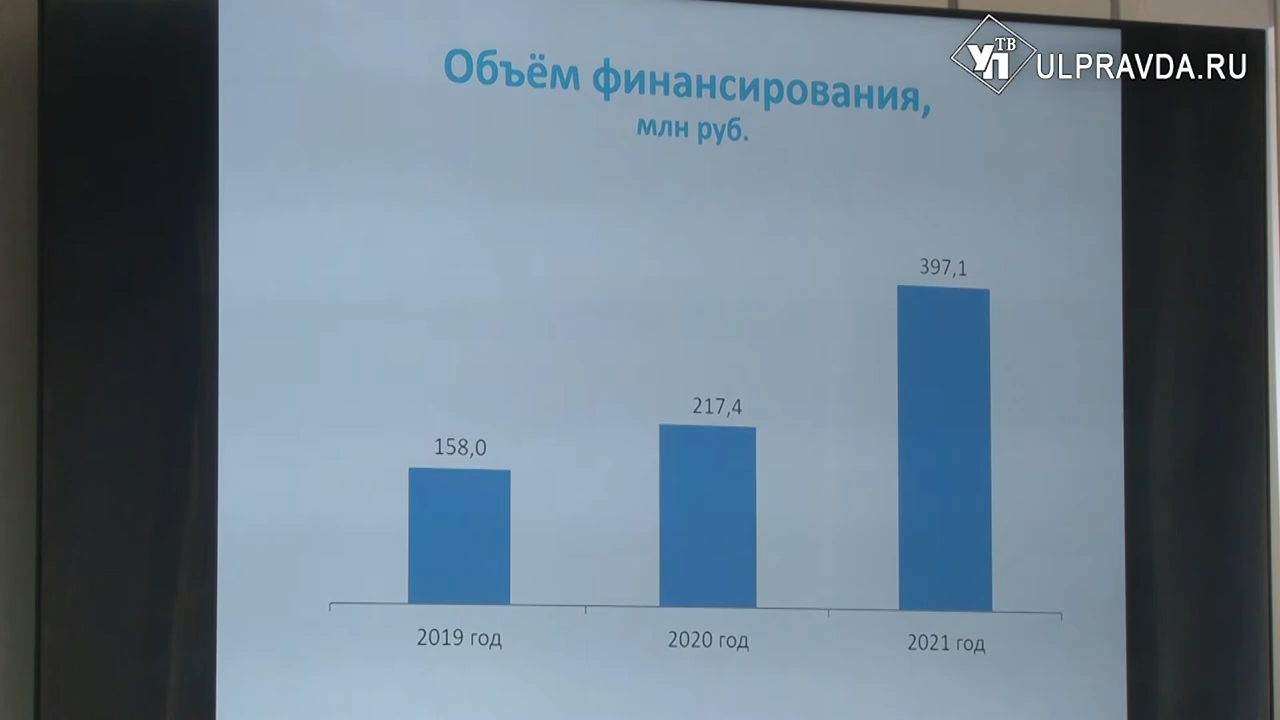 УП ТВ ULPRAVDA.RU
Объём финансирования,
млн руб.
397,1
217,4
158,0
2019 год 2020 год 2021 год